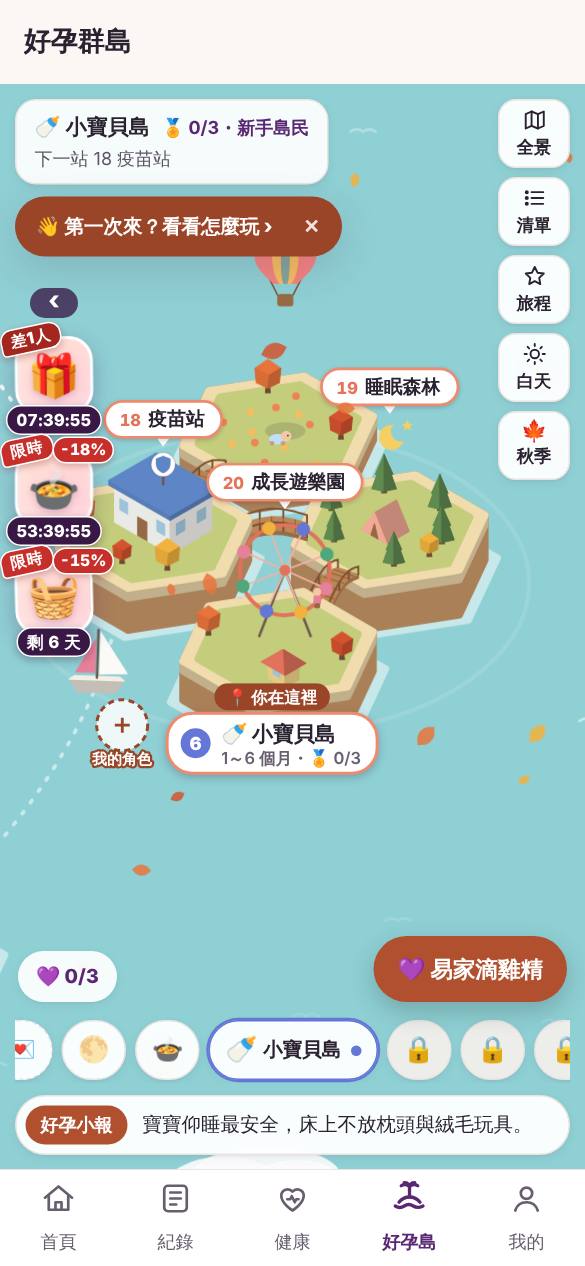 好孕群島
🍼 小寶貝島 🏅 0/3・新手島民
下一站 18 疫苗站
👋 第一次來？看看怎麼玩 › ✕
全景
清單
旅程
白天
秋季
差1人
07:39:55
限時 -18%
53:39:55
限時 -15%
剩 6 天
19 睡眠森林
18 疫苗站
20 成長遊樂園
📍 你在這裡
6 🍼 小寶貝島
1~6 個月・🏅 0/3
我的角色
💜 0/3
💜 易家滴雞精
🍼 小寶貝島
好孕小報 寶寶仰睡最安全，床上不放枕頭與絨毛玩具。
首頁
紀錄
健康
好孕島
我的